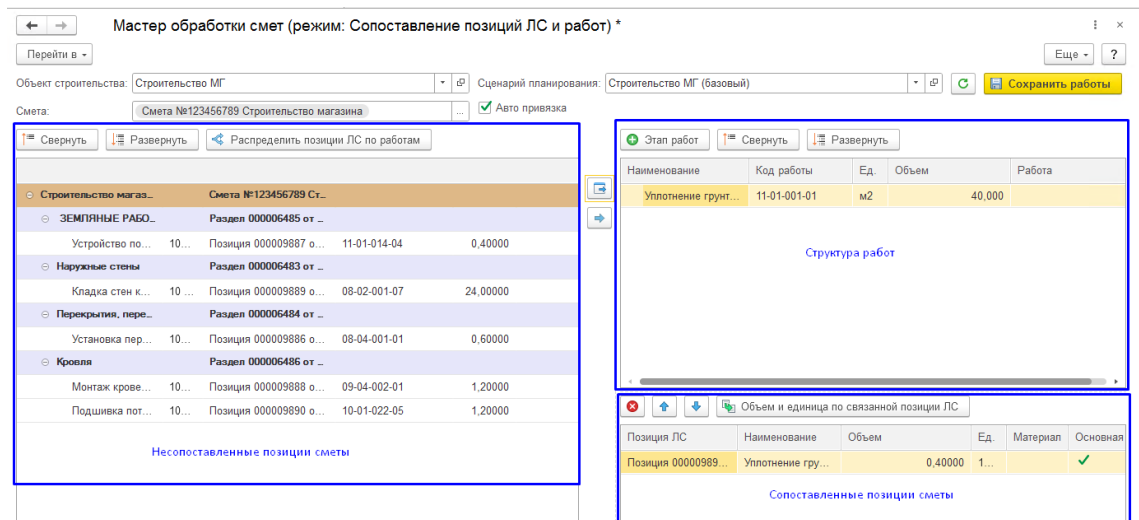 Мастер обработки смет (режим: Сопоставление позиций ЛС и работ) *
Перейти в
Еще
?
Объект строительства: Строительство МГ
Сценарий планирования: Строительство МГ (базовый)
Сохранить работы
Смета: Смета №123456789 Строительство магазина ...
Авто привязка
Свернуть Развернуть Распределить позиции ЛС по работам
Строительство магаз... Смета №123456789 Ст...
ЗЕМЛЯНЫЕ РАБО... Раздел 000006485 от ...
Устройство по... 10... Позиция 000009887 о... 11-01-014-04 0,40000
Наружные стены Раздел 000006483 от ...
Кладка стен к... 10 ... Позиция 000009889 о... 08-02-001-07 24,00000
Перекрытия, пере... Раздел 000006484 от ...
Установка пер... 10... Позиция 000009886 о... 08-04-001-01 0,60000
Кровля Раздел 000006486 от ...
Монтаж крове... 10... Позиция 000009888 о... 09-04-002-01 1,20000
Подшивка пот... 10... Позиция 000009890 о... 10-01-022-05 1,20000
Несопоставленные позиции сметы
Этап работ Свернуть Развернуть
Наименование Код работы Ед. Объем Работа
Уплотнение грунт... 11-01-001-01 м2 40,000
Структура работ
Объем и единица по связанной позиции ЛС
Позиция ЛС Наименование Объем Ед. Материал Основная
Позиция 00000989... Уплотнение гру... 0,40000 1...
Сопоставленные позиции сметы